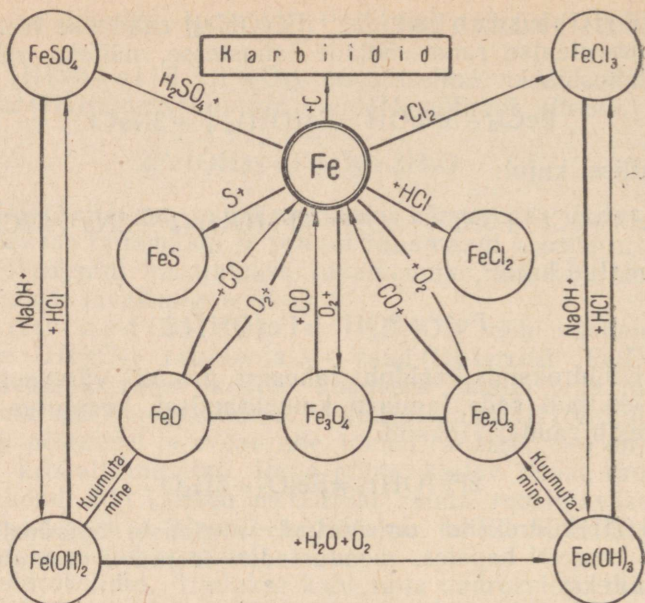 FeSO₄
Karbiidid
FeCl₃
H₂SO₄+
+C
+Cl₂
Fe
S+
+HCl
FeS
FeCl₂
NaOH+
+HCl
+CO
O₂+
+CO
O₂+
CO+
+O₂
NaOH+
+HCl
FeO
Fe₃O₄
Fe₂O₃
Kuumuta-
mine
Kuumuta-
mine
Fe(OH)₂
+H₂O+O₂
Fe(OH)₃